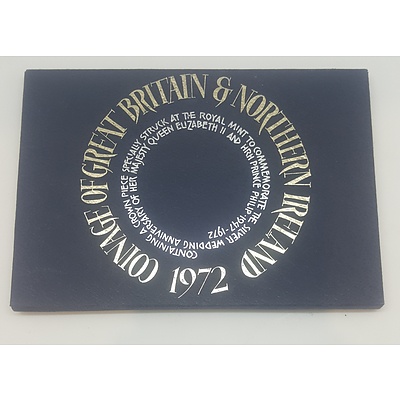 COINAGE OF GREAT BRITAIN & NORTHERN IRELAND
1972
CONTAINING A CROWN PIECE SPECIALLY STRUCK AT THE ROYAL MINT TO COMMEMORATE THE
SILVER WEDDING ANNIVERSARY OF HER MAJESTY QUEEN ELIZABETH II AND HRH PRINCE PHILIP 1947-1972